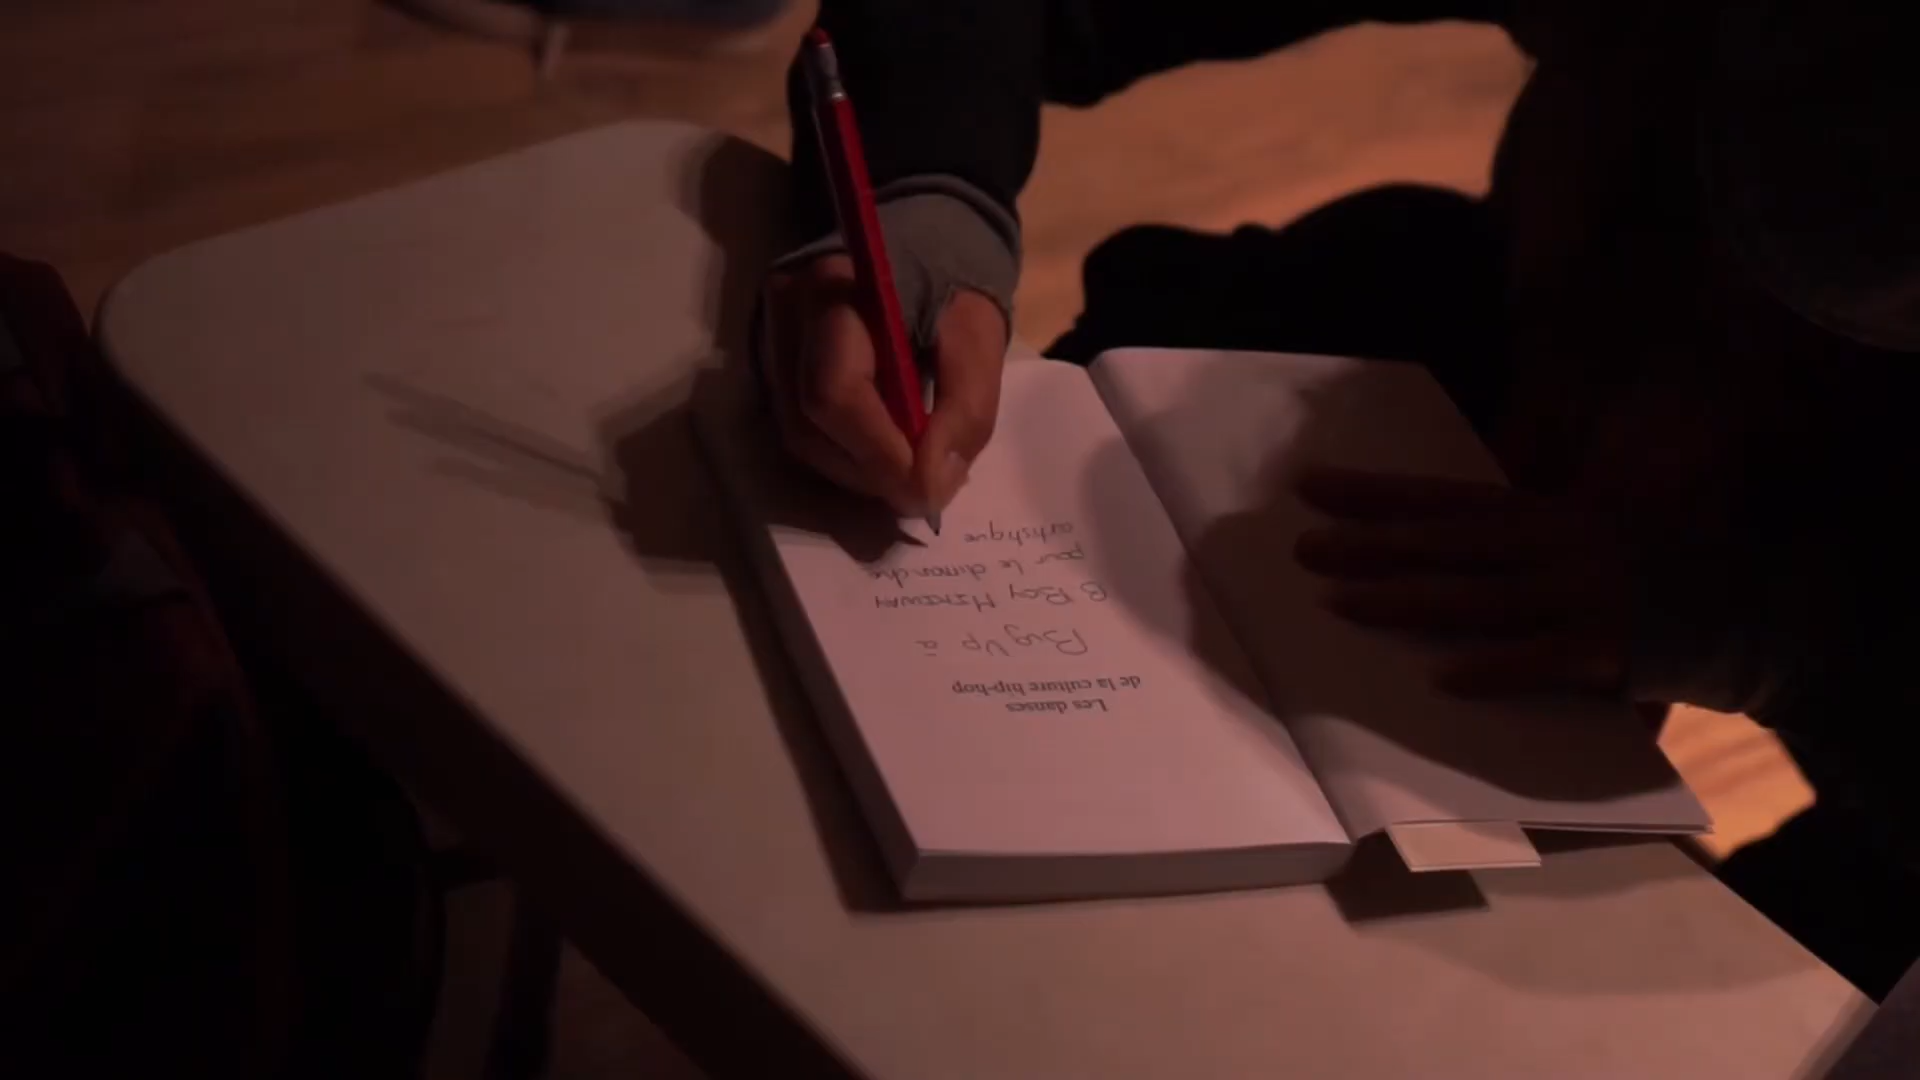 Les danses
de la culture hip-hop
Big Up à
B Boy
pour le dimanche
artistique